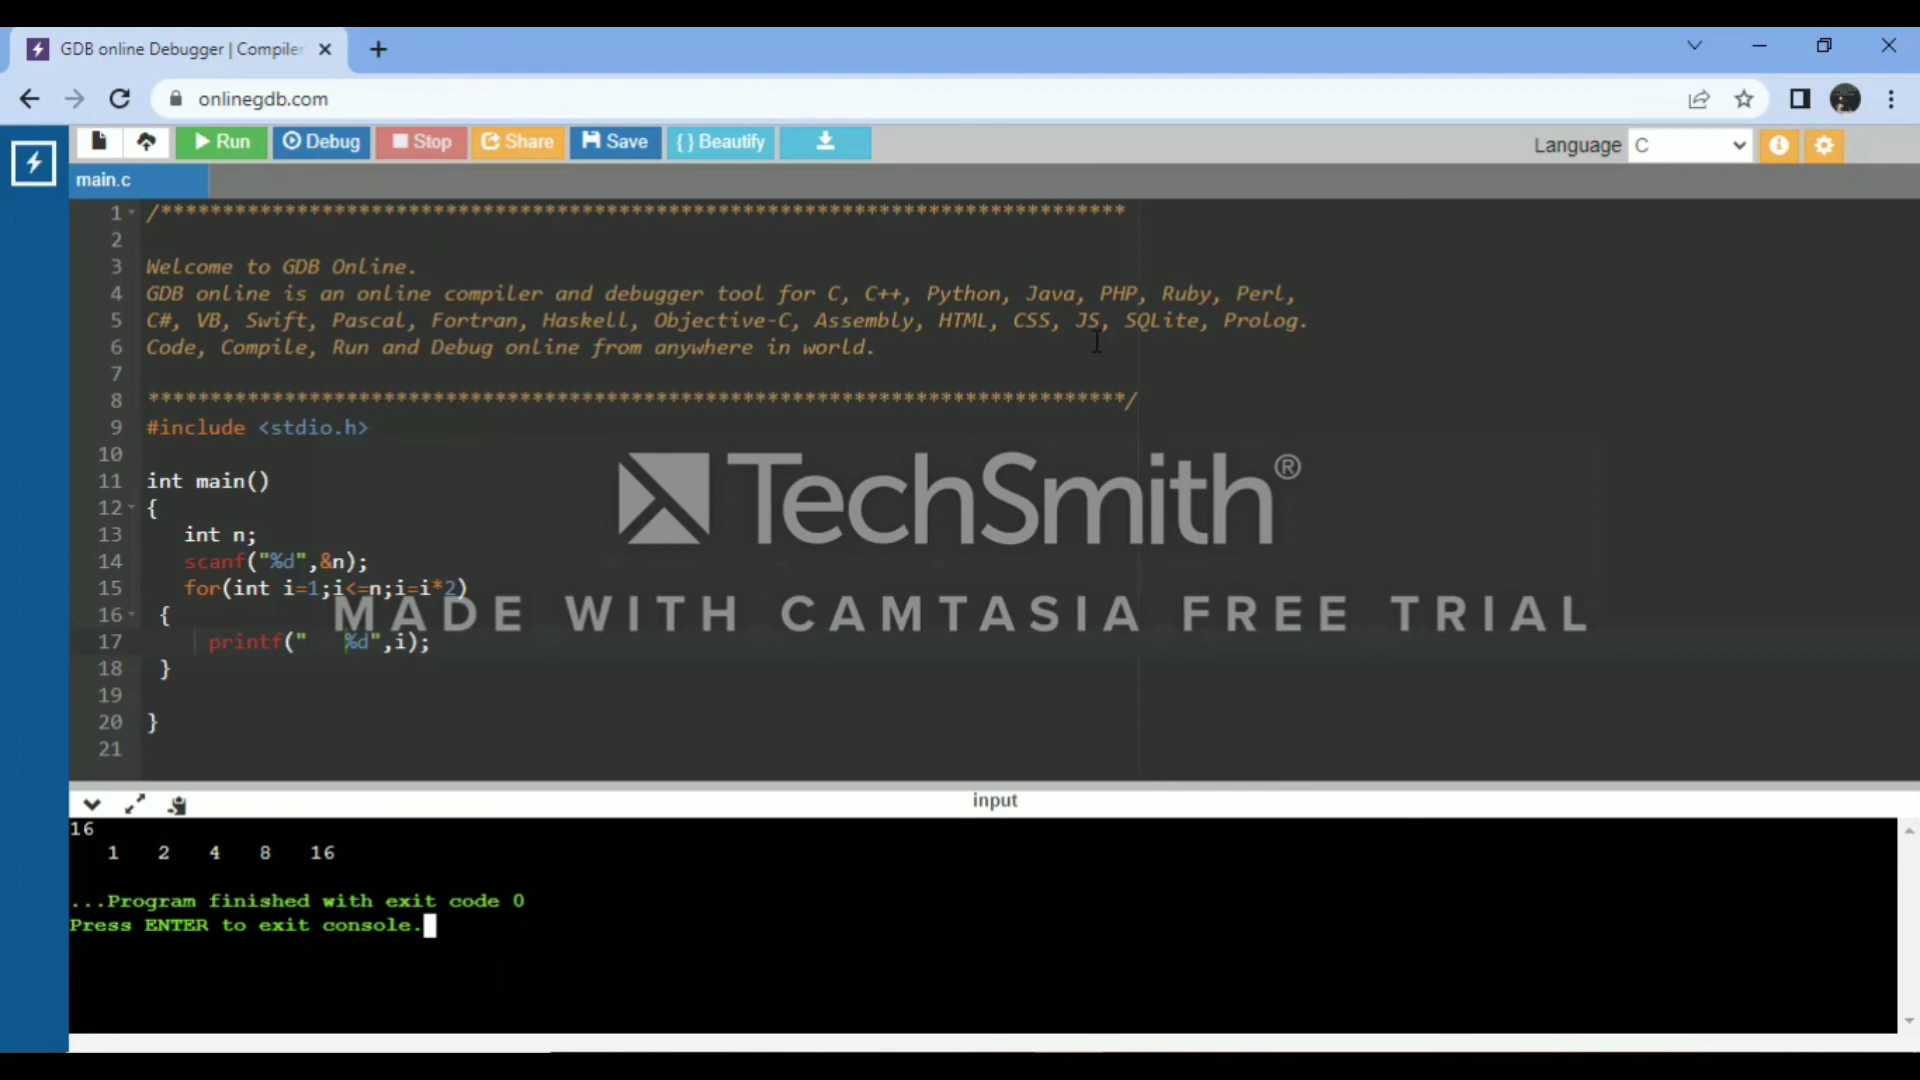 GDB online Debugger | Compiler
onlinegdb.com
Run Debug Stop Share Save { } Beautify Language C
main.c
1 /******************************************************************************
2
3 Welcome to GDB Online.
4 GDB online is an online compiler and debugger tool for C, C++, Python, Java, PHP, Ruby, Perl,
5 C#, VB, Swift, Pascal, Fortran, Haskell, Objective-C, Assembly, HTML, CSS, JS, SQLite, Prolog.
6 Code, Compile, Run and Debug online from anywhere in world.
7
8 *******************************************************************************/
9 #include <stdio.h>
10
11 int main()
12 {
13 int n;
14 scanf("%d",&n);
15 for(int i=1;i<=n;i=i*2)
16 {
17 printf("   %d",i);
18 }
19
20 }
21
TechSmith®
MADE WITH CAMTASIA FREE TRIAL
input
16
1 2 4 8 16
...Program finished with exit code 0
Press ENTER to exit console.